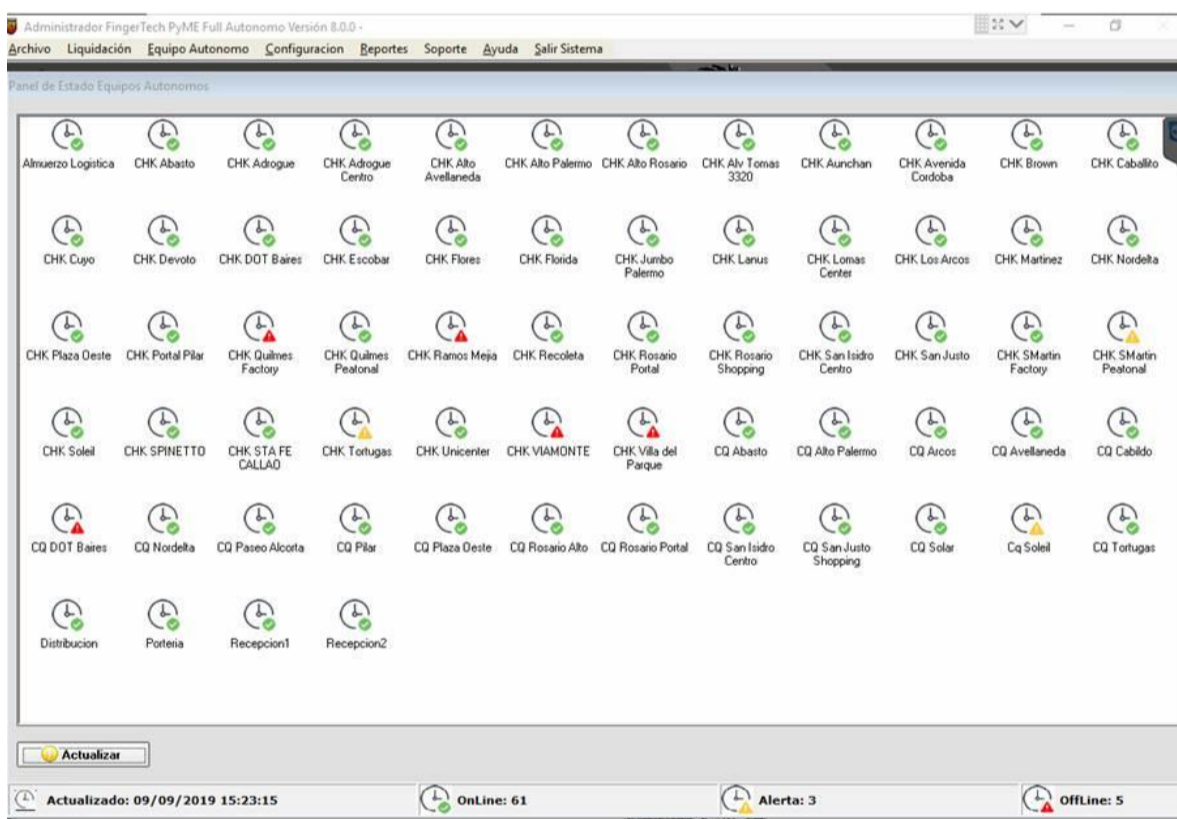 Administrador FingerTech PyME Full Autonomo Versión 8.0.0 -
Archivo Liquidación Equipo Autonomo Configuracion Reportes Soporte Ayuda Salir Sistema
Panel de Estado Equipos Autonomos
Almuerzo Logistica
CHK Abasto
CHK Adrogue
CHK Adrogue
Centro
CHK Alto
Avellaneda
CHK Alto Palermo
CHK Alto Rosario
CHK Alv Tomas
3320
CHK Aunchan
CHK Avenida
Cordoba
CHK Brown
CHK Caballito
CHK Cuyo
CHK Devoto
CHK DOT Baires
CHK Escobar
CHK Flores
CHK Florida
CHK Jumbo
Palermo
CHK Lanus
CHK Lomas
Center
CHK Los Arcos
CHK Martinez
CHK Nordelta
CHK Plaza Oeste
CHK Portal Pilar
CHK Quilmes
Factory
CHK Quilmes
Peatonal
CHK Ramos Mejia
CHK Recoleta
CHK Rosario
Portal
CHK Rosario
Shopping
CHK San Isidro
Centro
CHK San Justo
CHK SMartin
Factory
CHK SMartin
Peatonal
CHK Soleil
CHK SPINETTO
CHK STA FE
CALLAO
CHK Tortugas
CHK Unicenter
CHK VIAMONTE
CHK Villa del
Parque
CQ Abasto
CQ Alto Palermo
CQ Arcos
CQ Avellaneda
CQ Cabildo
CQ DOT Baires
CQ Nordelta
CQ Paseo Alcorta
CQ Pilar
CQ Plaza Oeste
CQ Rosario Alto
CQ Rosario Portal
CQ San Isidro
Centro
CQ San Justo
Shopping
CQ Solar
Cq Soleil
CQ Tortugas
Distribucion
Porteria
Recepcion1
Recepcion2
Actualizar
Actualizado: 09/09/2019 15:23:15
OnLine: 61
Alerta: 3
OffLine: 5